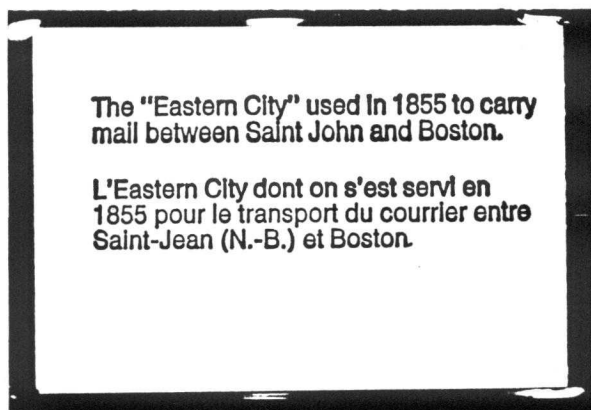 The "Eastern City" used in 1855 to carry
mail between Saint John and Boston.
L'Eastern City dont on s'est servi en
1855 pour le transport du courrier entre
Saint-Jean (N.-B.) et Boston.